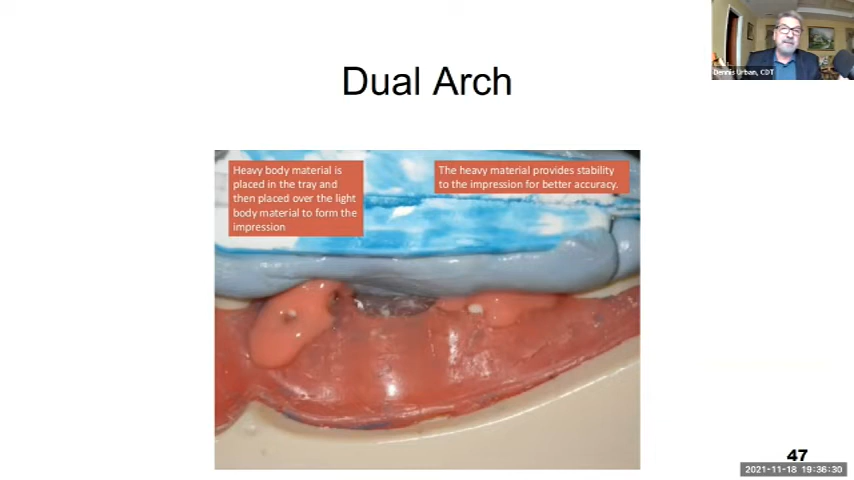 Dennis Urban, CDT
Dual Arch
Heavy body material is
placed in the tray and
then placed over the light
body material to form the
impression
The heavy material provides stability
to the impression for better accuracy.
47
2021-11-18 19:36:30